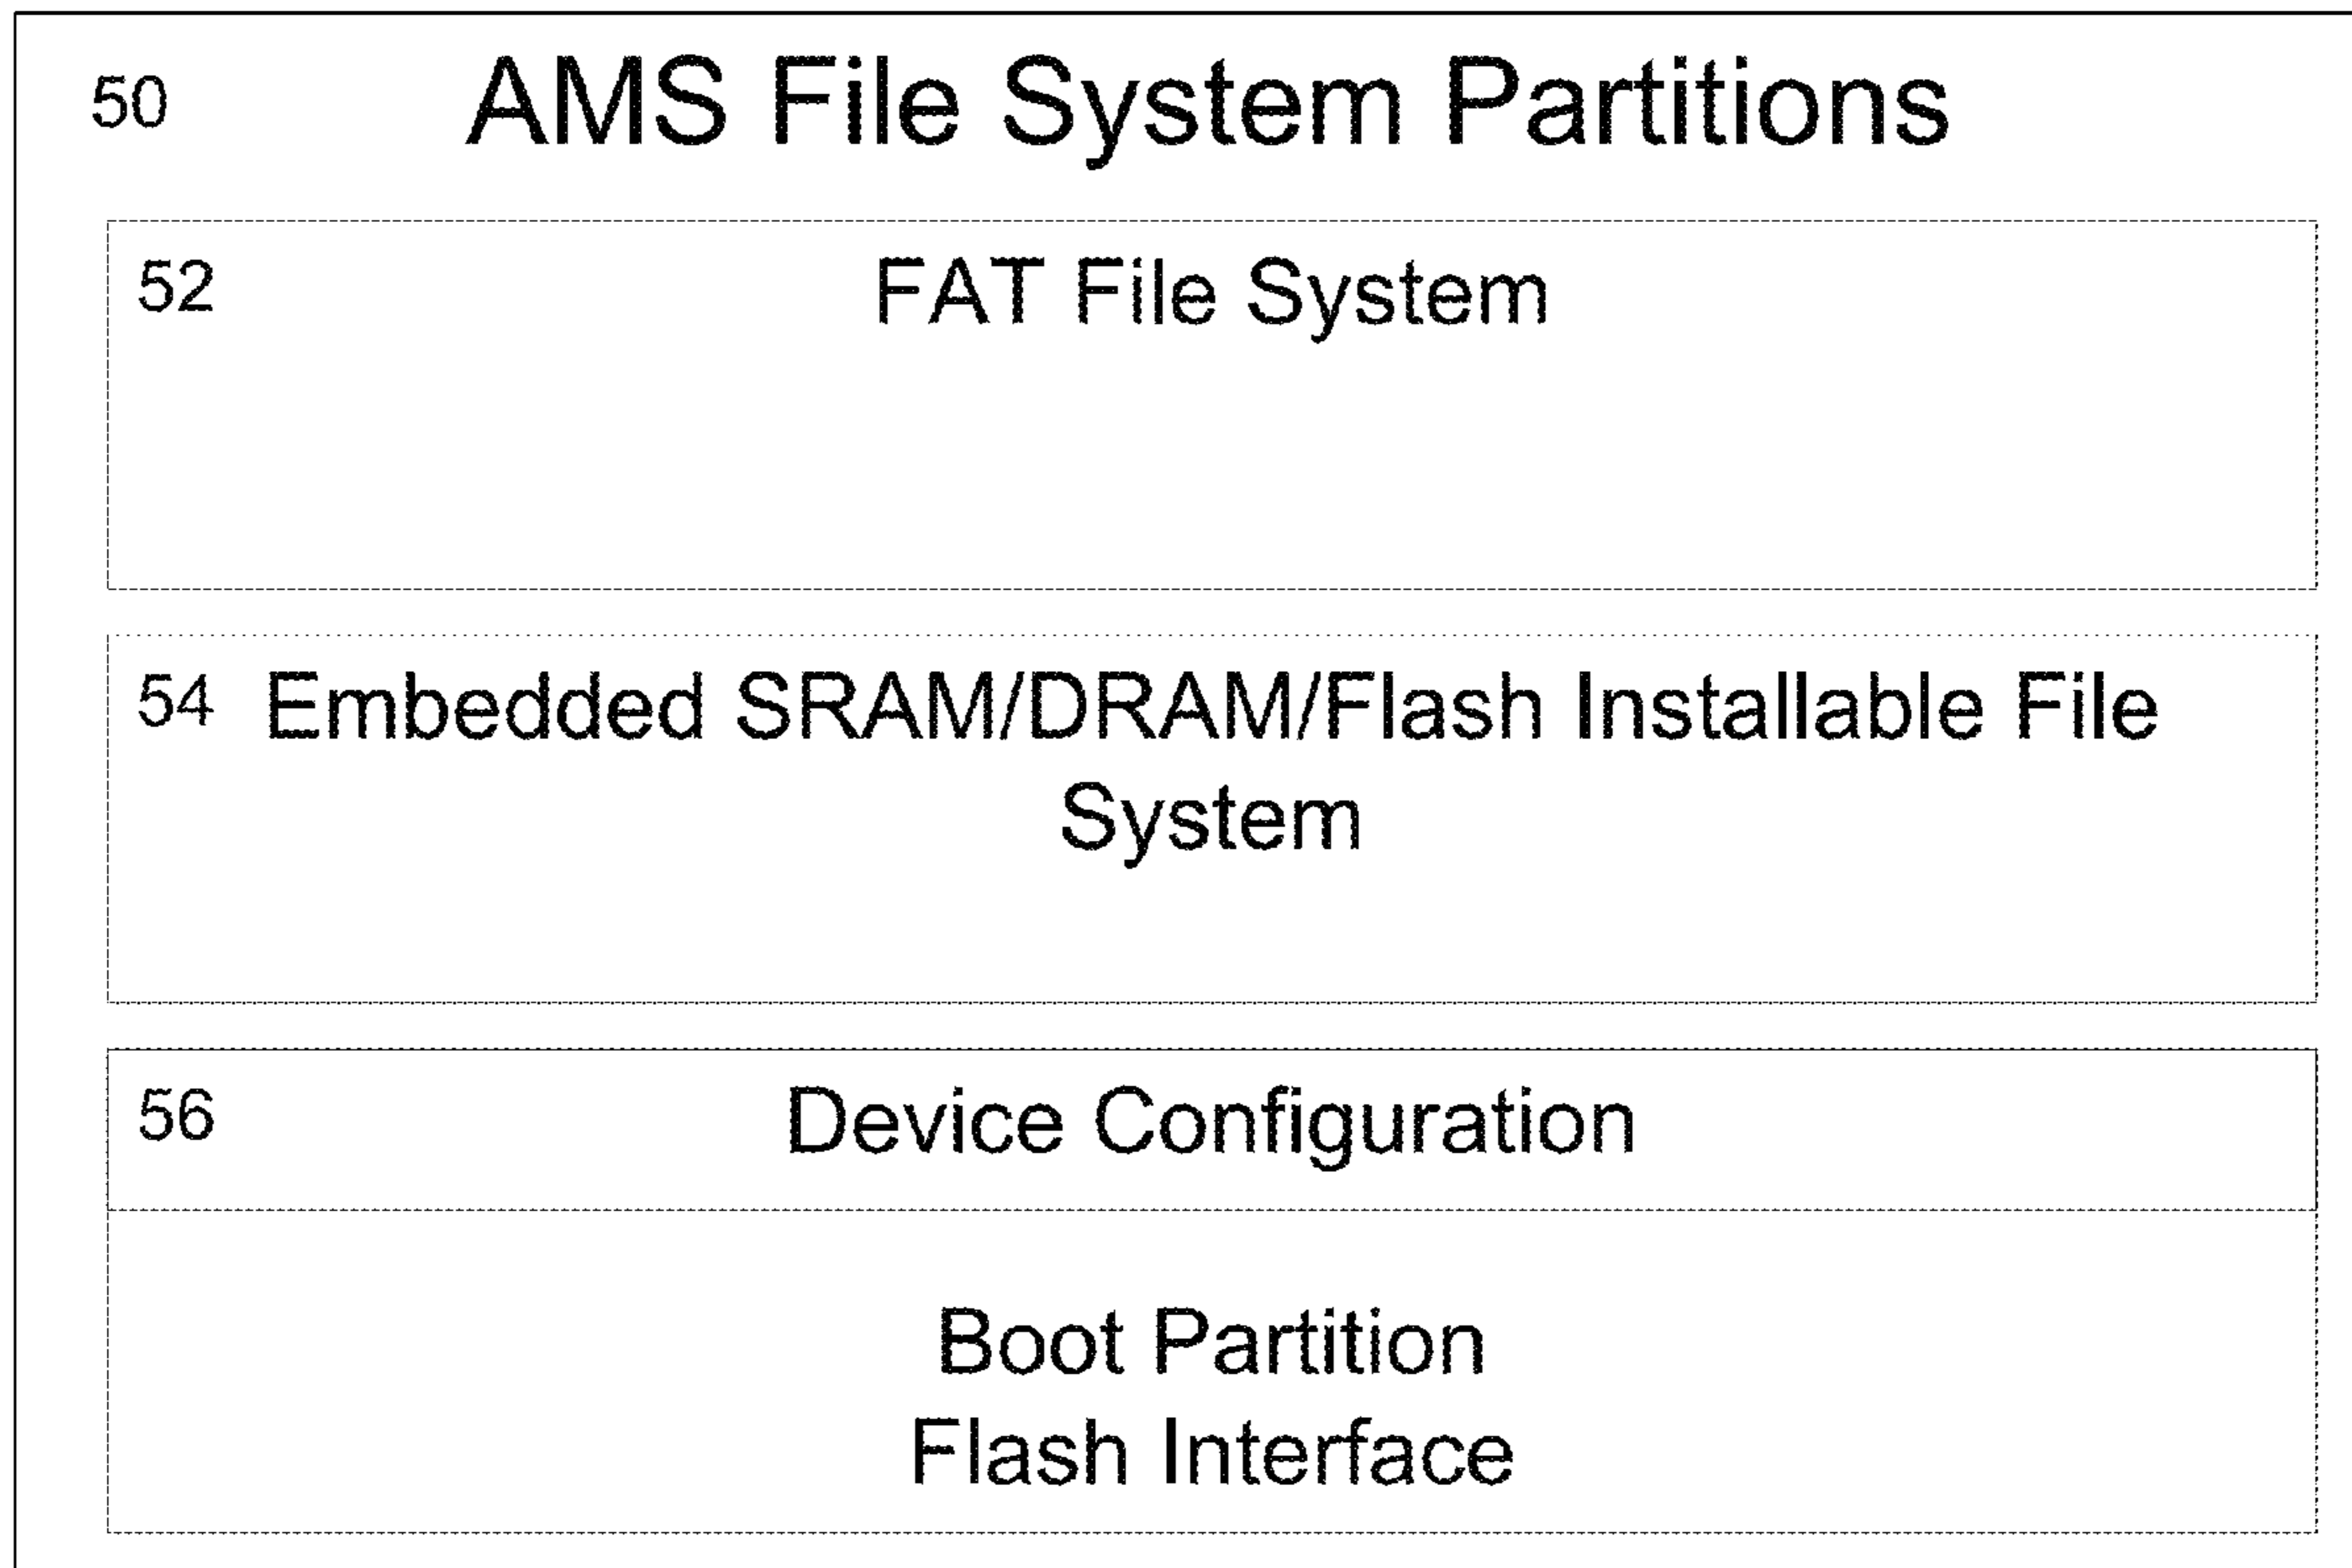 50 AMS File System Partitions
52 FAT File System
54 Embedded SRAM/DRAM/Flash Installable File
System
56 Device Configuration
Boot Partition
Flash Interface